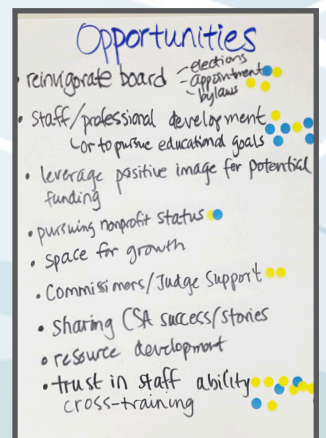 Opportunities
• reinvigorate board - elections
- appointment
- bylaws
• staff/professional development
↳ or to pursue educational goals
• leverage positive image for potential
funding
• pursuing nonprofit status
• space for growth
• Commissioners/Judge Support
• sharing CSA success/stories
• resource development
• trust in staff ability
cross-training